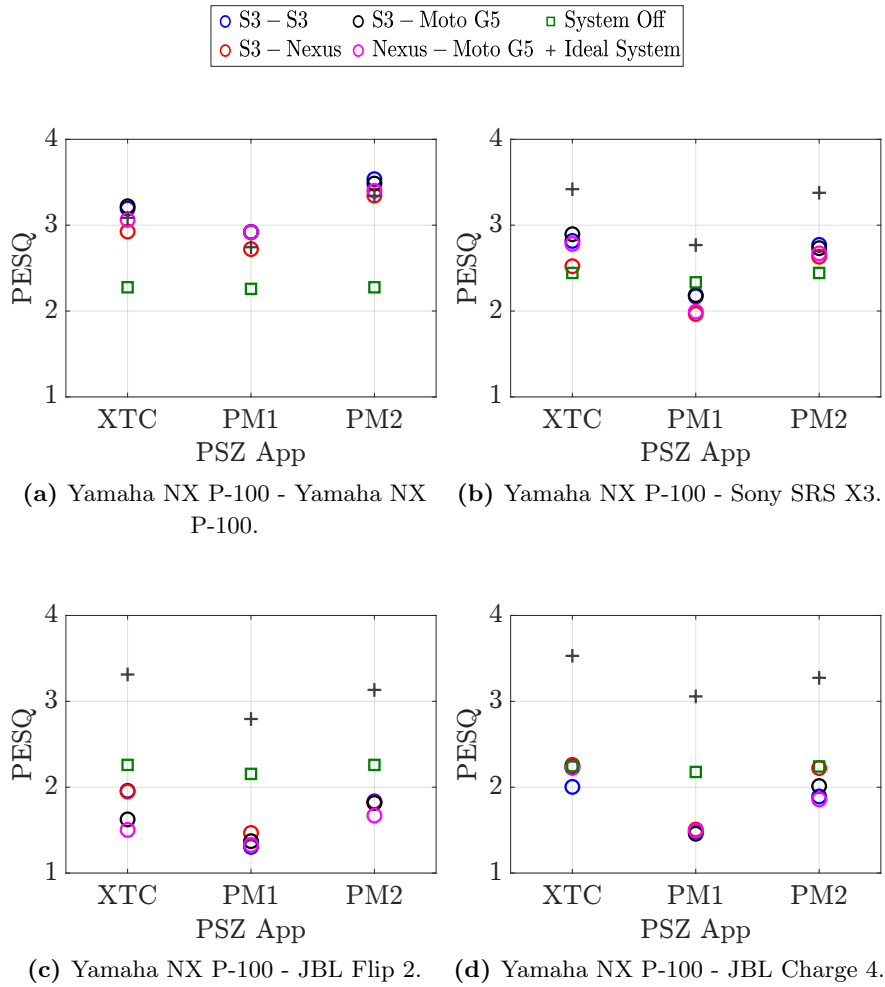 S3 − S3
S3 − Moto G5
System Off
S3 − Nexus
Nexus − Moto G5
Ideal System
4
3
2
1
PESQ
XTC
PM1
PM2
PSZ App
(a) Yamaha NX P-100 - Yamaha NX
P-100.
4
3
2
1
PESQ
XTC
PM1
PM2
PSZ App
(b) Yamaha NX P-100 - Sony SRS X3.
4
3
2
1
PESQ
XTC
PM1
PM2
PSZ App
(c) Yamaha NX P-100 - JBL Flip 2.
4
3
2
1
PESQ
XTC
PM1
PM2
PSZ App
(d) Yamaha NX P-100 - JBL Charge 4.